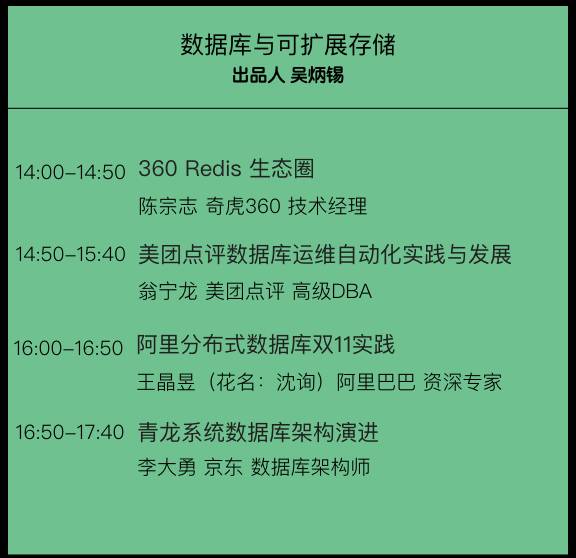 数据库与可扩展存储
出品人 吴炳锡
14:00-14:50 360 Redis 生态圈
陈宗志 奇虎360 技术经理
14:50-15:40 美团点评数据库运维自动化实践与发展
翁宁龙 美团点评 高级DBA
16:00-16:50 阿里分布式数据库双11实践
王晶昱（花名：沈询）阿里巴巴 资深专家
16:50-17:40 青龙系统数据库架构演进
李大勇 京东 数据库架构师